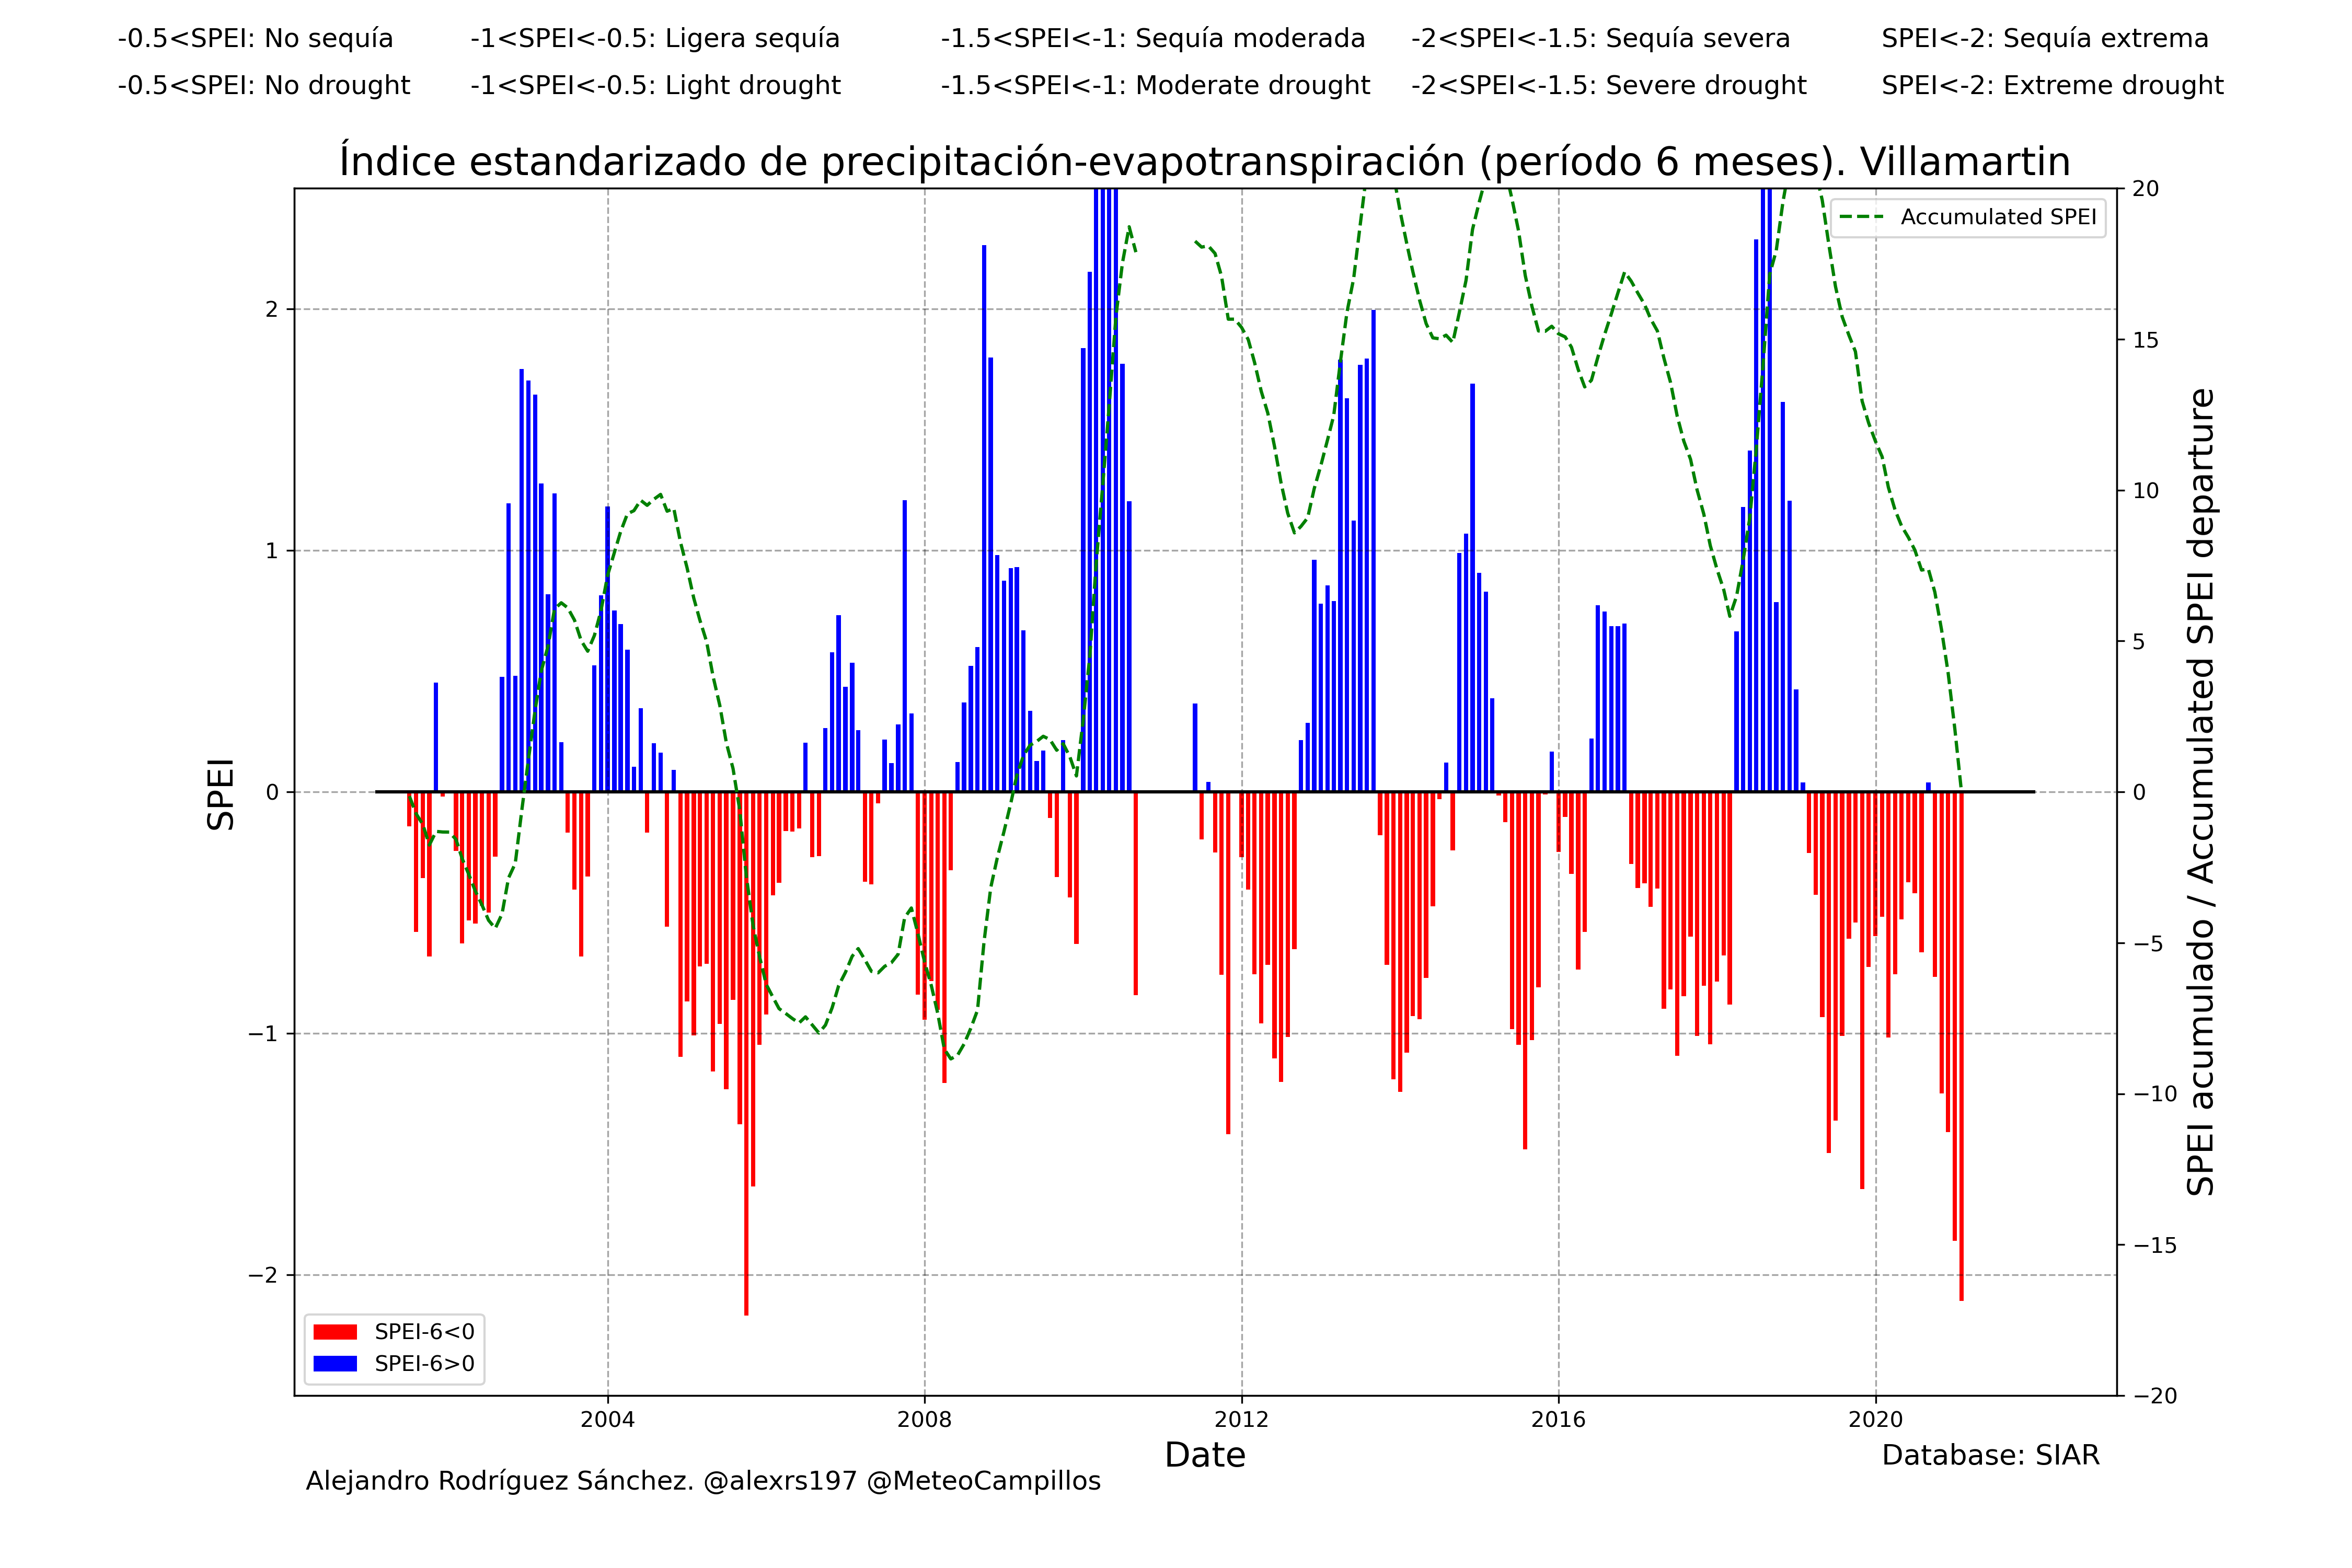 -0.5<SPEI: No sequía -1<SPEI<-0.5: Ligera sequía -1.5<SPEI<-1: Sequía moderada -2<SPEI<-1.5: Sequía severa SPEI<-2: Sequía extrema
-0.5<SPEI: No drought -1<SPEI<-0.5: Light drought -1.5<SPEI<-1: Moderate drought -2<SPEI<-1.5: Severe drought SPEI<-2: Extreme drought
Índice estandarizado de precipitación-evapotranspiración (período 6 meses). Villamartin
Accumulated SPEI
SPEI
2
1
0
−1
−2
20
15
10
5
0
−5
−10
−15
−20
SPEI acumulado / Accumulated SPEI departure
SPEI-6<0
SPEI-6>0
2004 2008 2012 2016 2020
Date
Database: SIAR
Alejandro Rodríguez Sánchez. @alexrs197 @MeteoCampillos